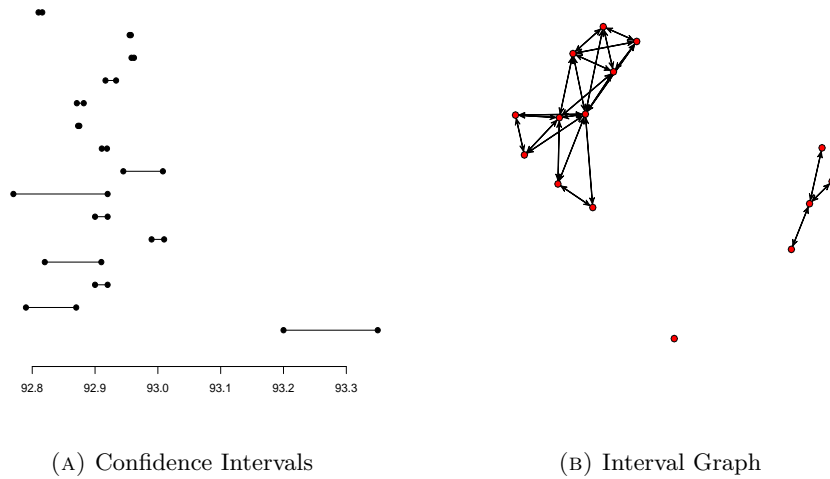 92.8 92.9 93.0 93.1 93.2 93.3
(A) Confidence Intervals
(B) Interval Graph